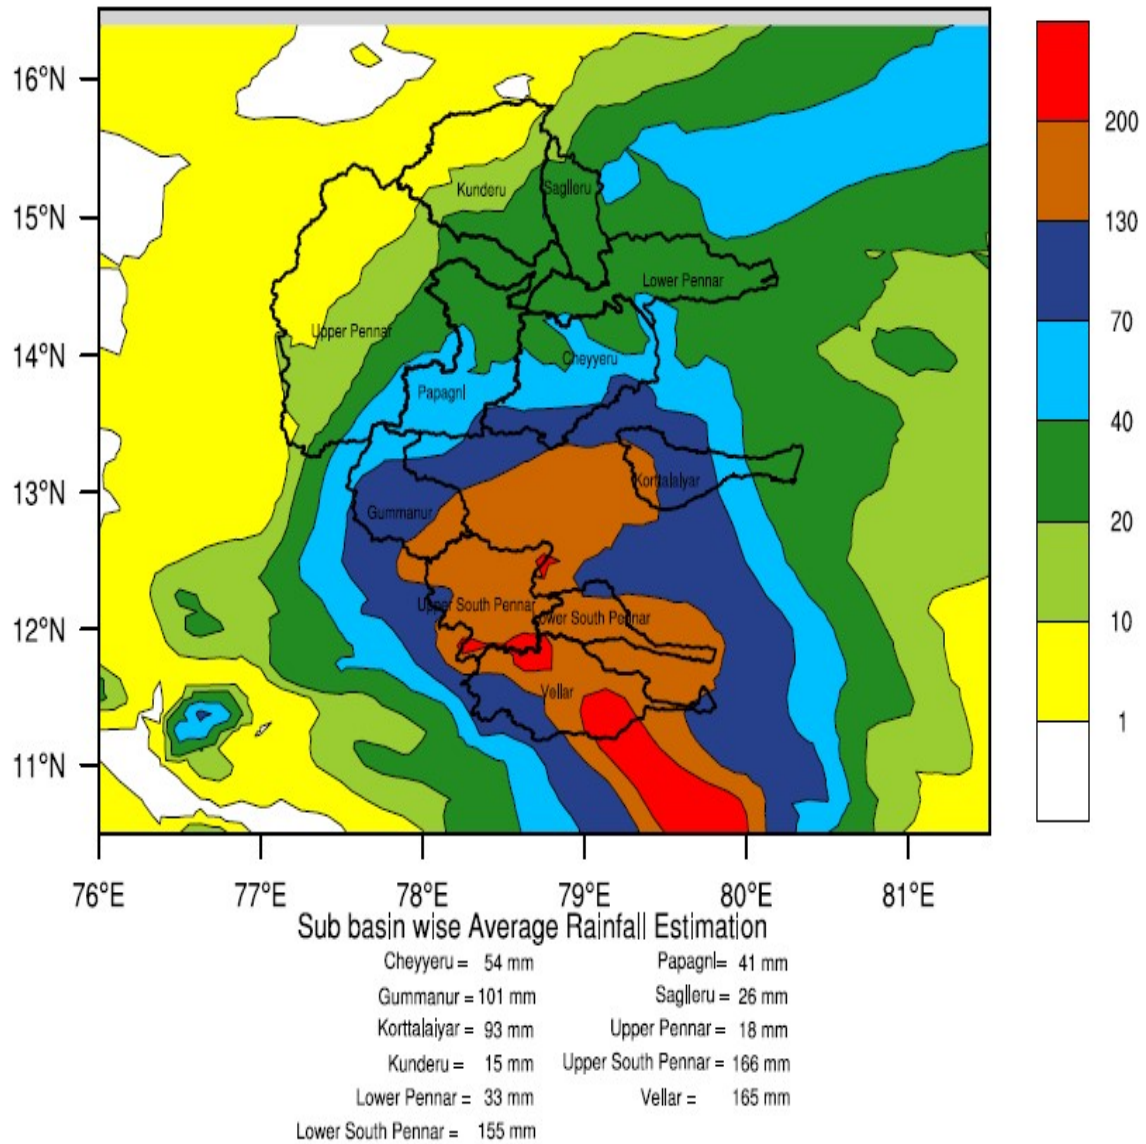 16°N
15°N
14°N
13°N
12°N
11°N
76°E 77°E 78°E 79°E 80°E 81°E
200
130
70
40
20
10
1
Kunderu
Saglleru
Lower Pennar
Upper Pennar
Cheyyeru
PapagnI
Korttalaiyar
Gummanur
Upper South Pennar
Lower South Pennar
Vellar
Sub basin wise Average Rainfall Estimation
Cheyyeru = 54 mm PapagnI= 41 mm
Gummanur = 101 mm Saglleru = 26 mm
Korttalaiyar = 93 mm Upper Pennar = 18 mm
Kunderu = 15 mm Upper South Pennar = 166 mm
Lower Pennar = 33 mm Vellar = 165 mm
Lower South Pennar = 155 mm